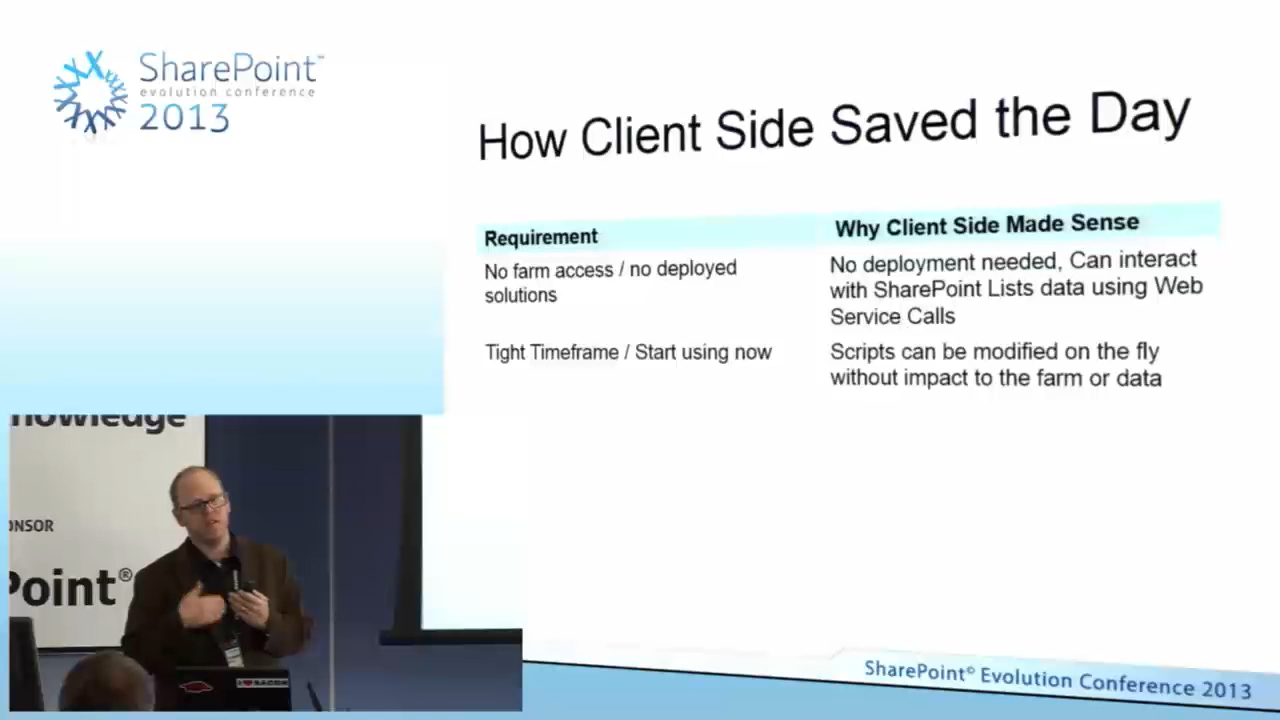 SharePoint™
evolution conference
2013
How Client Side Saved the Day
Requirement
Why Client Side Made Sense
No farm access / no deployed
solutions
No deployment needed, Can interact
with SharePoint Lists data using Web
Service Calls
Tight Timeframe / Start using now
Scripts can be modified on the fly
without impact to the farm or data
nowledge
ONSOR
Point®
SharePoint© Evolution Conference 2013